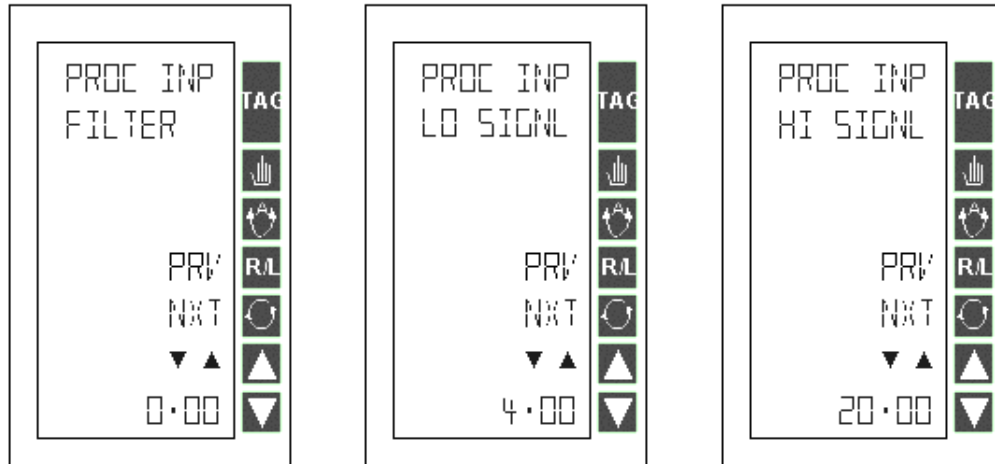 PROC INP
FILTER
PRV
NXT
▼ ▲
0.00
TAG
R/L
PROC INP
LO SIGNL
PRV
NXT
▼ ▲
4.00
TAG
R/L
PROC INP
HI SIGNL
PRV
NXT
▼ ▲
20.00
TAG
R/L